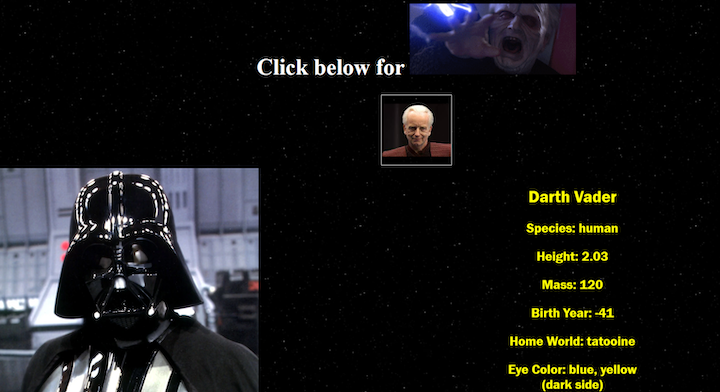 Click below for
Darth Vader
Species: human
Height: 2.03
Mass: 120
Birth Year: -41
Home World: tatooine
Eye Color: blue, yellow
(dark side)